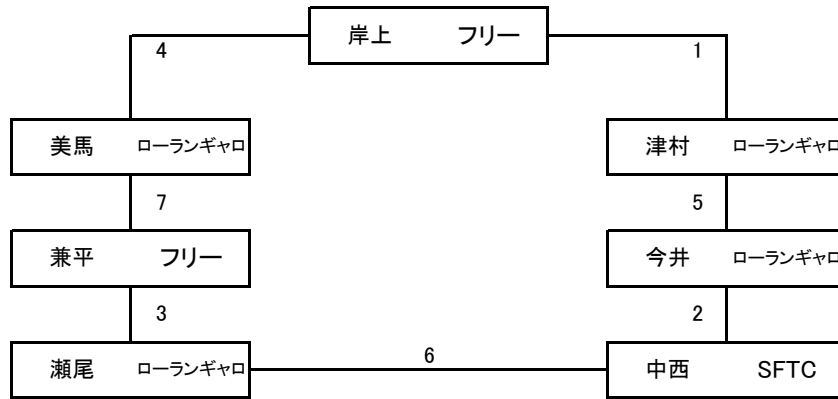 岸上 フリー
4
1
美馬 ローランギャロ
津村 ローランギャロ
7
5
兼平 フリー
今井 ローランギャロ
3
2
瀬尾 ローランギャロ
6
中西 SFTC